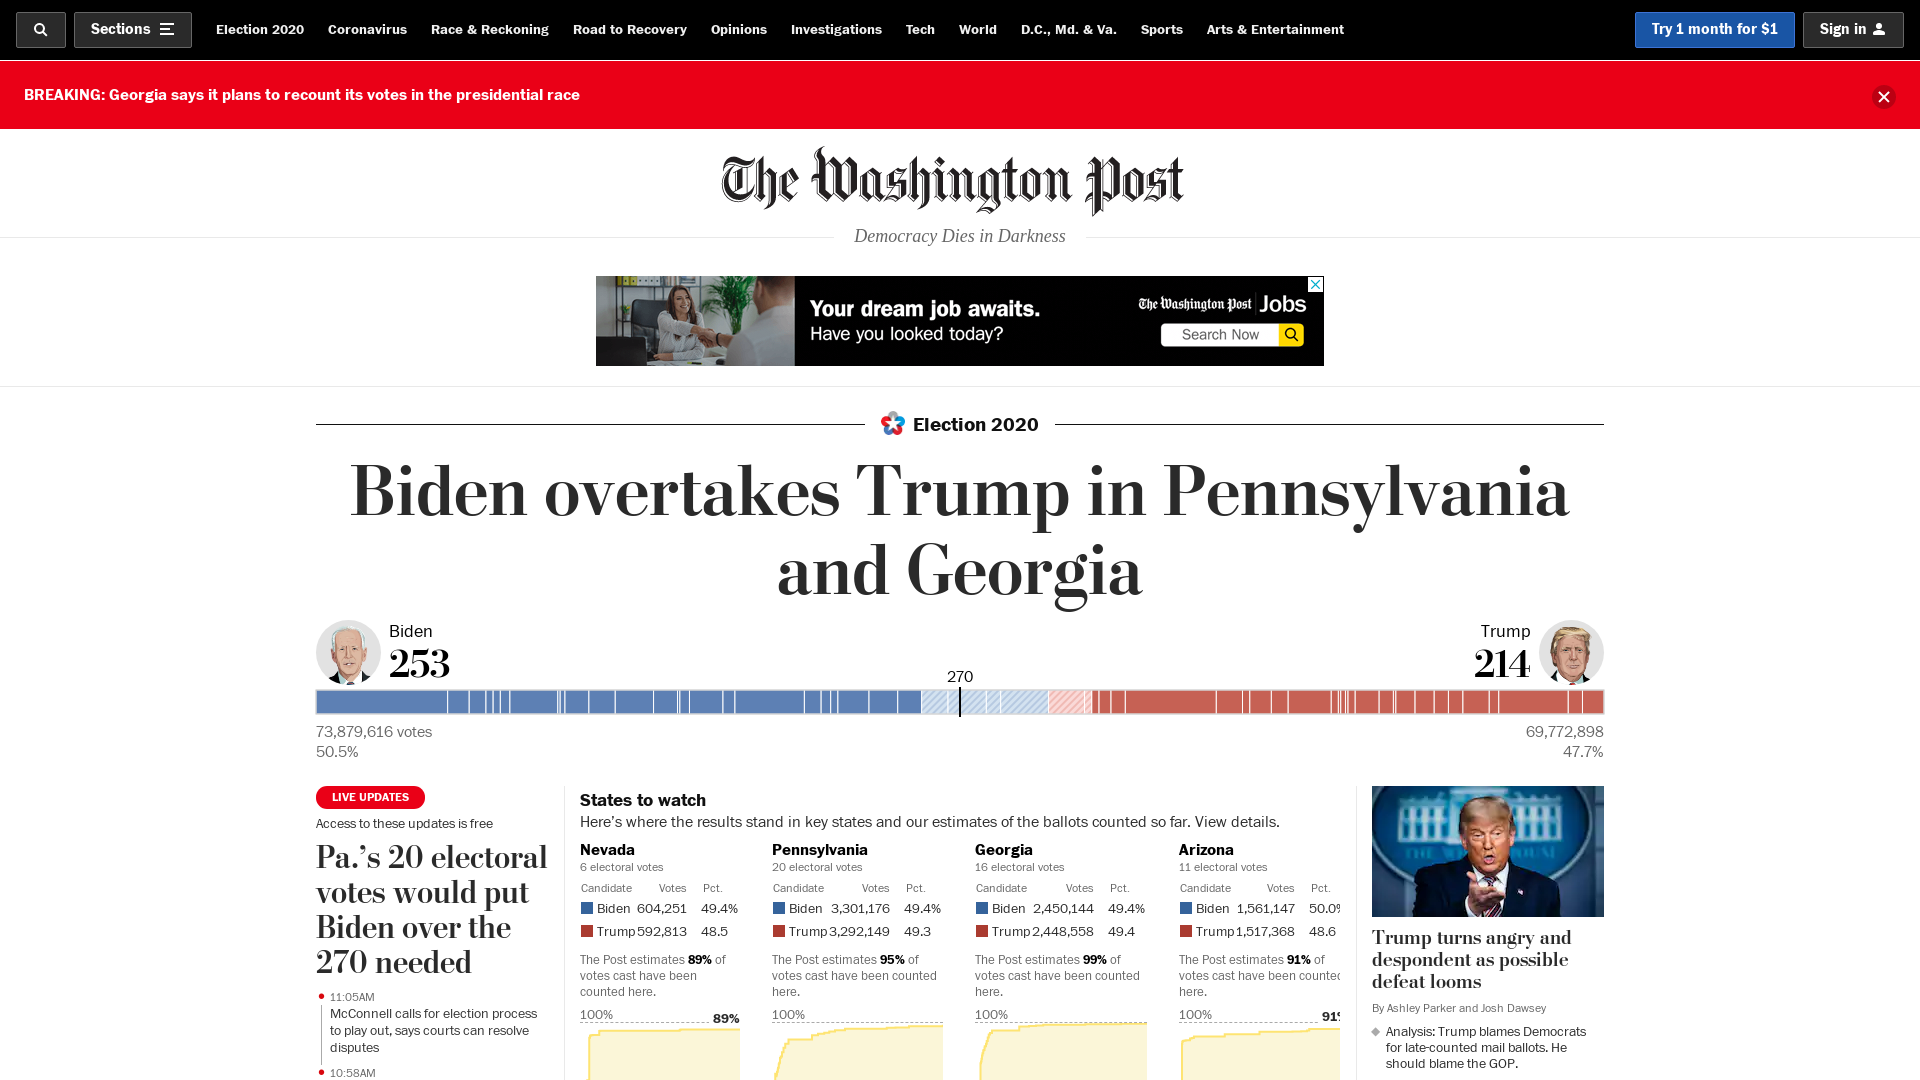 Sections
Election 2020
Coronavirus
Race & Reckoning
Road to Recovery
Opinions
Investigations
Tech
World
D.C., Md. & Va.
Sports
Arts & Entertainment
Try 1 month for $1
Sign in
BREAKING: Georgia says it plans to recount its votes in the presidential race
The Washington Post
Democracy Dies in Darkness
Your dream job awaits.
Have you looked today?
The Washington Post Jobs
Search Now
Election 2020
Biden overtakes Trump in Pennsylvania
and Georgia
Biden
253
Trump
214
270
73,879,616 votes
50.5%
69,772,898
47.7%
LIVE UPDATES
Access to these updates is free
Pa.’s 20 electoral
votes would put
Biden over the
270 needed
11:05AM
McConnell calls for election process
to play out, says courts can resolve
disputes
10:58AM
States to watch
Here’s where the results stand in key states and our estimates of the ballots counted so far. View details.
Nevada
6 electoral votes
Candidate Votes Pct.
Biden 604,251 49.4%
Trump 592,813 48.5
The Post estimates 89% of
votes cast have been
counted here.
100%
89%
Pennsylvania
20 electoral votes
Candidate Votes Pct.
Biden 3,301,176 49.4%
Trump 3,292,149 49.3
The Post estimates 95% of
votes cast have been counted
here.
100%
Georgia
16 electoral votes
Candidate Votes Pct.
Biden 2,450,144 49.4%
Trump 2,448,558 49.4
The Post estimates 99% of
votes cast have been counted
here.
100%
Arizona
11 electoral votes
Candidate Votes Pct.
Biden 1,561,147 50.0%
Trump 1,517,368 48.6
The Post estimates 91% of
votes cast have been counted
here.
100%
91%
Trump turns angry and
despondent as possible
defeat looms
By Ashley Parker and Josh Dawsey
Analysis: Trump blames Democrats
for late-counted mail ballots. He
should blame the GOP.